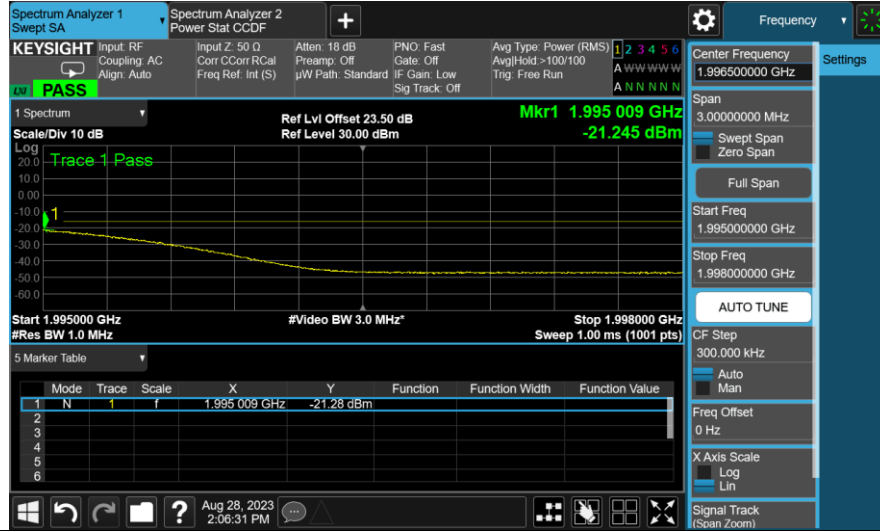 Spectrum Analyzer 1
Swept SA
Spectrum Analyzer 2
Power Stat CCDF
Frequency
KEYSIGHT
Input: RF
Coupling: AC
Align: Auto
Input Z: 50 Ω
Corr CCorr RCal
Freq Ref: Int (S)
Atten: 18 dB
Preamp: Off
µW Path: Standard
PNO: Fast
Gate: Off
IF Gain: Low
Sig Track: Off
Avg Type: Power (RMS)
Avg|Hold:>100/100
Trig: Free Run
1 2 3 4 5 6
A W W W W W
A N N N N N
LXI
PASS
1 Spectrum
Scale/Div 10 dB
Ref Lvl Offset 23.50 dB
Ref Level 30.00 dBm
Mkr1 1.995 009 GHz
-21.245 dBm
Log
Trace 1 Pass
20.0
10.0
0.00
-10.0
-20.0
-30.0
-40.0
-50.0
-60.0
1
Start 1.995000 GHz
#Res BW 1.0 MHz
#Video BW 3.0 MHz*
Stop 1.998000 GHz
Sweep 1.00 ms (1001 pts)
5 Marker Table
Mode Trace Scale X Y Function Function Width Function Value
1 N 1 f 1.995 009 GHz -21.28 dBm
2
3
4
5
6
Aug 28, 2023
2:06:31 PM
Center Frequency
1.996500000 GHz
Settings
Span
3.00000000 MHz
Swept Span
Zero Span
Full Span
Start Freq
1.995000000 GHz
Stop Freq
1.998000000 GHz
AUTO TUNE
CF Step
300.000 kHz
Auto
Man
Freq Offset
0 Hz
X Axis Scale
Log
Lin
Signal Track
(Span Zoom)